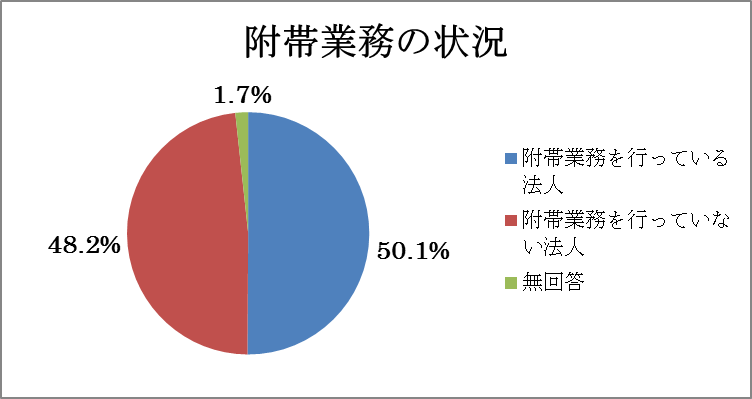 附帯業務の状況
1.7%
48.2%
50.1%
附帯業務を行っている
法人
附帯業務を行っていな
い法人
無回答